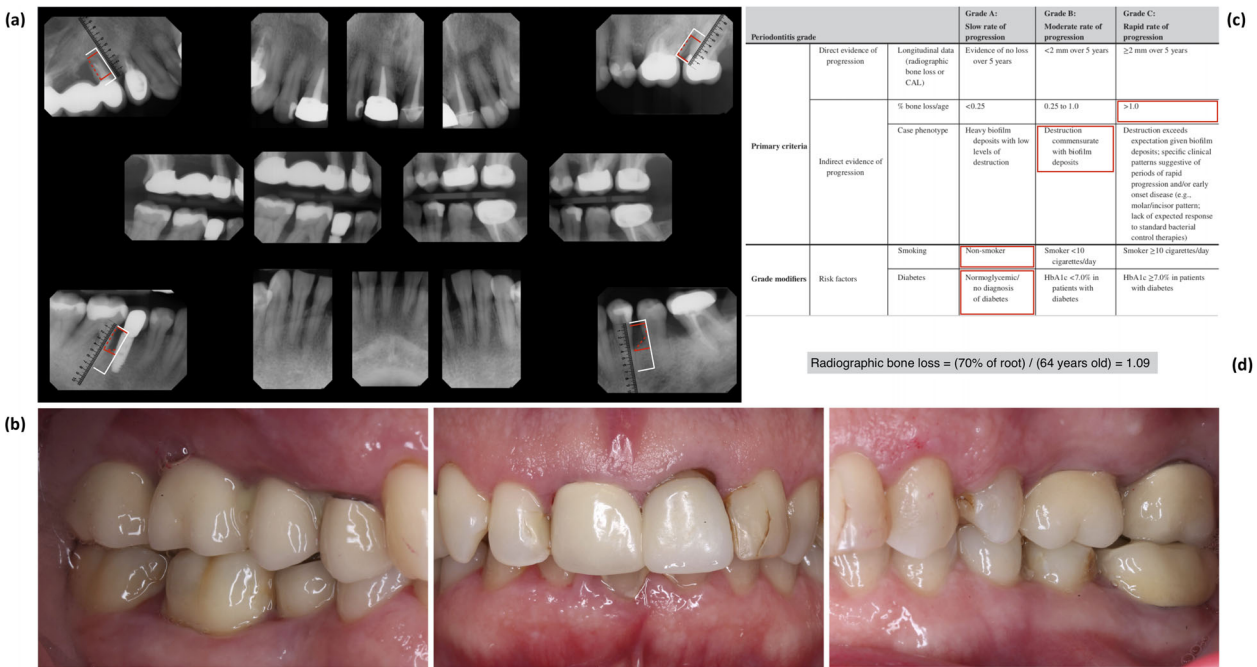 (a)
Periodontitis grade
Grade A:
Slow rate of
progression
Grade B:
Moderate rate of
progression
Grade C:
Rapid rate of
progression
(c)
Primary criteria
Direct evidence of
progression
Longitudinal data
(radiographic
bone loss or
CAL)
Evidence of no loss
over 5 years
<2 mm over 5 years
≥2 mm over 5 years
Indirect evidence of
progression
% bone loss/age
<0.25
0.25 to 1.0
>1.0
Case phenotype
Heavy biofilm
deposits with low
levels of
destruction
Destruction
commensurate
with biofilm
deposits
Destruction exceeds
expectation given biofilm
deposits; specific clinical
patterns suggestive of
periods of rapid
progression and/or early
onset disease (e.g.,
molar/incisor pattern;
lack of expected response
to standard bacterial
control therapies)
Grade modifiers
Risk factors
Smoking
Non-smoker
Smoker <10
cigarettes/day
Smoker ≥10 cigarettes/day
Diabetes
Normoglycemic/
no diagnosis
of diabetes
HbA1c <7.0% in
patients with
diabetes
HbA1c ≥7.0% in patients
with diabetes
Radiographic bone loss = (70% of root) / (64 years old) = 1.09
(d)
(b)